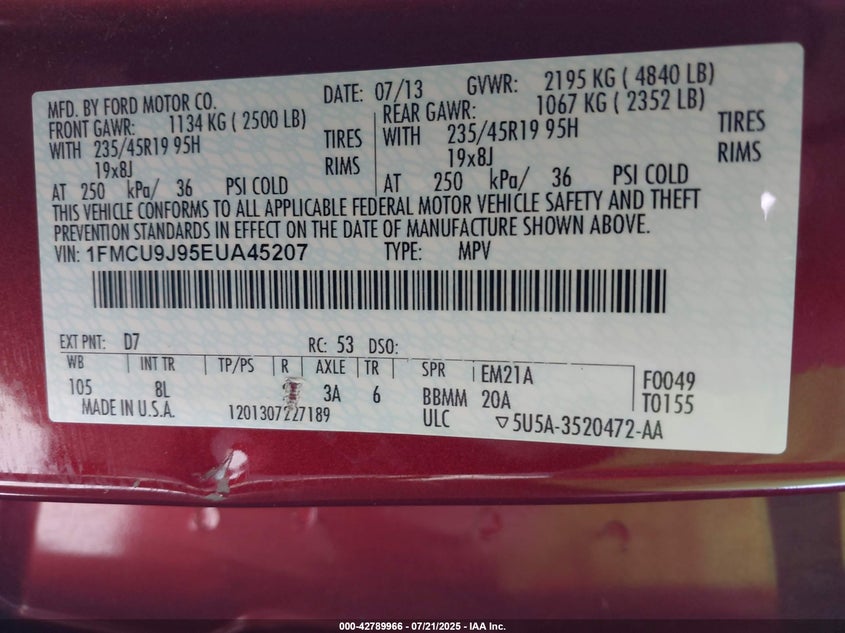 MFD. BY FORD MOTOR CO. DATE: 07/13 GVWR: 2195 KG ( 4840 LB)
FRONT GAWR: 1134 KG ( 2500 LB) REAR GAWR: 1067 KG ( 2352 LB)
WITH 235/45R19 95H TIRES WITH 235/45R19 95H TIRES
19x8J RIMS 19x8J RIMS
AT 250 kPa/ 36 PSI COLD AT 250 kPa/ 36 PSI COLD
THIS VEHICLE CONFORMS TO ALL APPLICABLE FEDERAL MOTOR VEHICLE SAFETY AND THEFT
PREVENTION STANDARDS IN EFFECT ON THE DATE OF MANUFACTURE SHOWN ABOVE.
VIN: 1FMCU9J95EUA45207 TYPE: MPV
EXT PNT: D7 RC: 53 DSO:
WB INT TR TP/PS R AXLE TR SPR EM21A F0049
105 8L 3A 6 BBMM 20A T0155
MADE IN U.S.A. 1201307227189 ULC ▽5U5A-3520472-AA
000-42789966 - 07/21/2025 - IAA Inc.